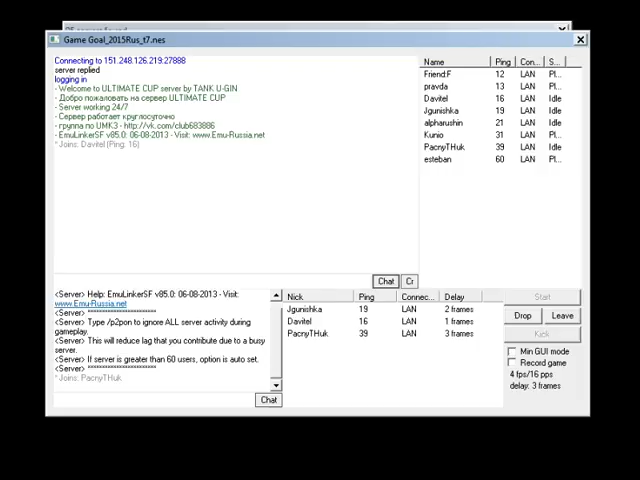 Game Goal_2015Rus_t7.nes
Connecting to 151.248.126.219:27888
server replied
logging in
- Welcome to ULTIMATE CUP server by TANK U-GIN
- Добро пожаловать на сервер ULTIMATE CUP
- Server working 24/7
- Сервер работает круглосуточно
- группа по UMK3 - http://vk.com/club683886
- EmuLinkerSF v85.0: 06-08-2013 - Visit: www.Emu-Russia.net
* Joins: Davitel (Ping: 16)
Name Ping Con... S...
Friend:F 12 LAN Pl...
pravda 13 LAN Pl...
Davitel 16 LAN Idle
Jgunishka 19 LAN Idle
alpharushin 21 LAN Idle
Kunio 31 LAN Pl...
PacnyTHuk 39 LAN Idle
esteban 60 LAN Pl...
Chat Cr
<Server> Help: EmuLinkerSF v85.0: 06-08-2013 - Visit:
www.Emu-Russia.net
<Server> Type /p2pon to ignore ALL server activity during
gameplay.
<Server> This will reduce lag that you contribute due to a busy
server.
<Server> If server is greater than 60 users, option is auto set.
* Joins: PacnyTHuk
Chat
Nick Ping Connec... Delay
Jgunishka 19 LAN 2 frames
Davitel 16 LAN 1 frames
PacnyTHuk 39 LAN 3 frames
Start
Drop Leave
Kick
Min GUI mode
Record game
4 fps/16 pps
delay: 3 frames